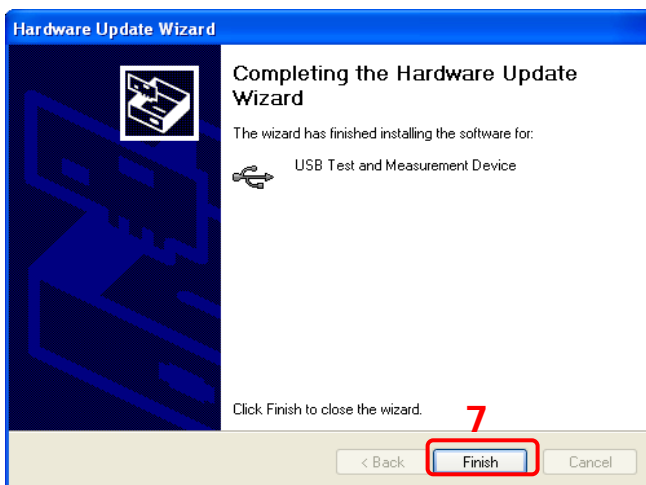 Hardware Update Wizard
Completing the Hardware Update
Wizard
The wizard has finished installing the software for:
USB Test and Measurement Device
Click Finish to close the wizard.
7
< Back
Finish
Cancel